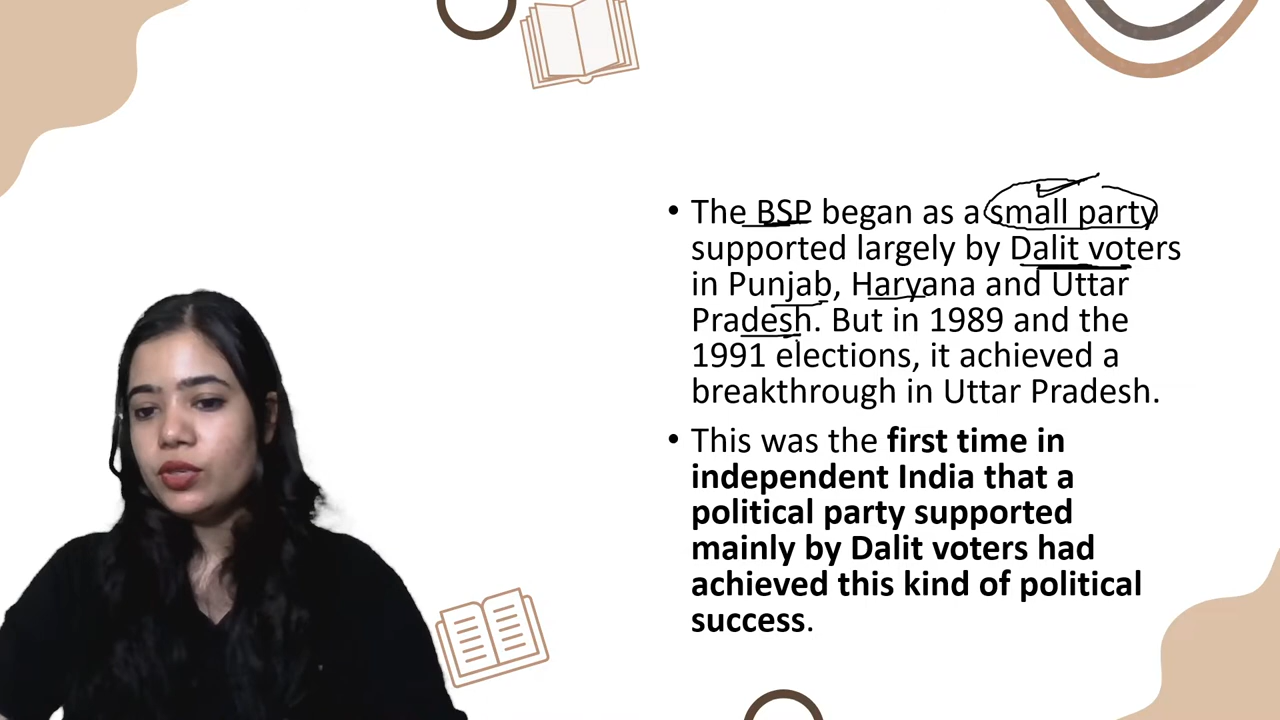 • The BSP began as a small party
supported largely by Dalit voters
in Punjab, Haryana and Uttar
Pradesh. But in 1989 and the
1991 elections, it achieved a
breakthrough in Uttar Pradesh.
• This was the first time in
independent India that a
political party supported
mainly by Dalit voters had
achieved this kind of political
success.